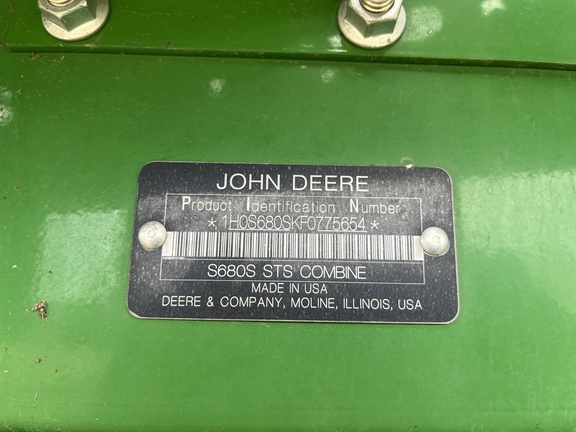 JOHN DEERE
Product Identification Number
*1H0S680SKF0775654*
S680S STS COMBINE
MADE IN USA
DEERE & COMPANY, MOLINE, ILLINOIS, USA